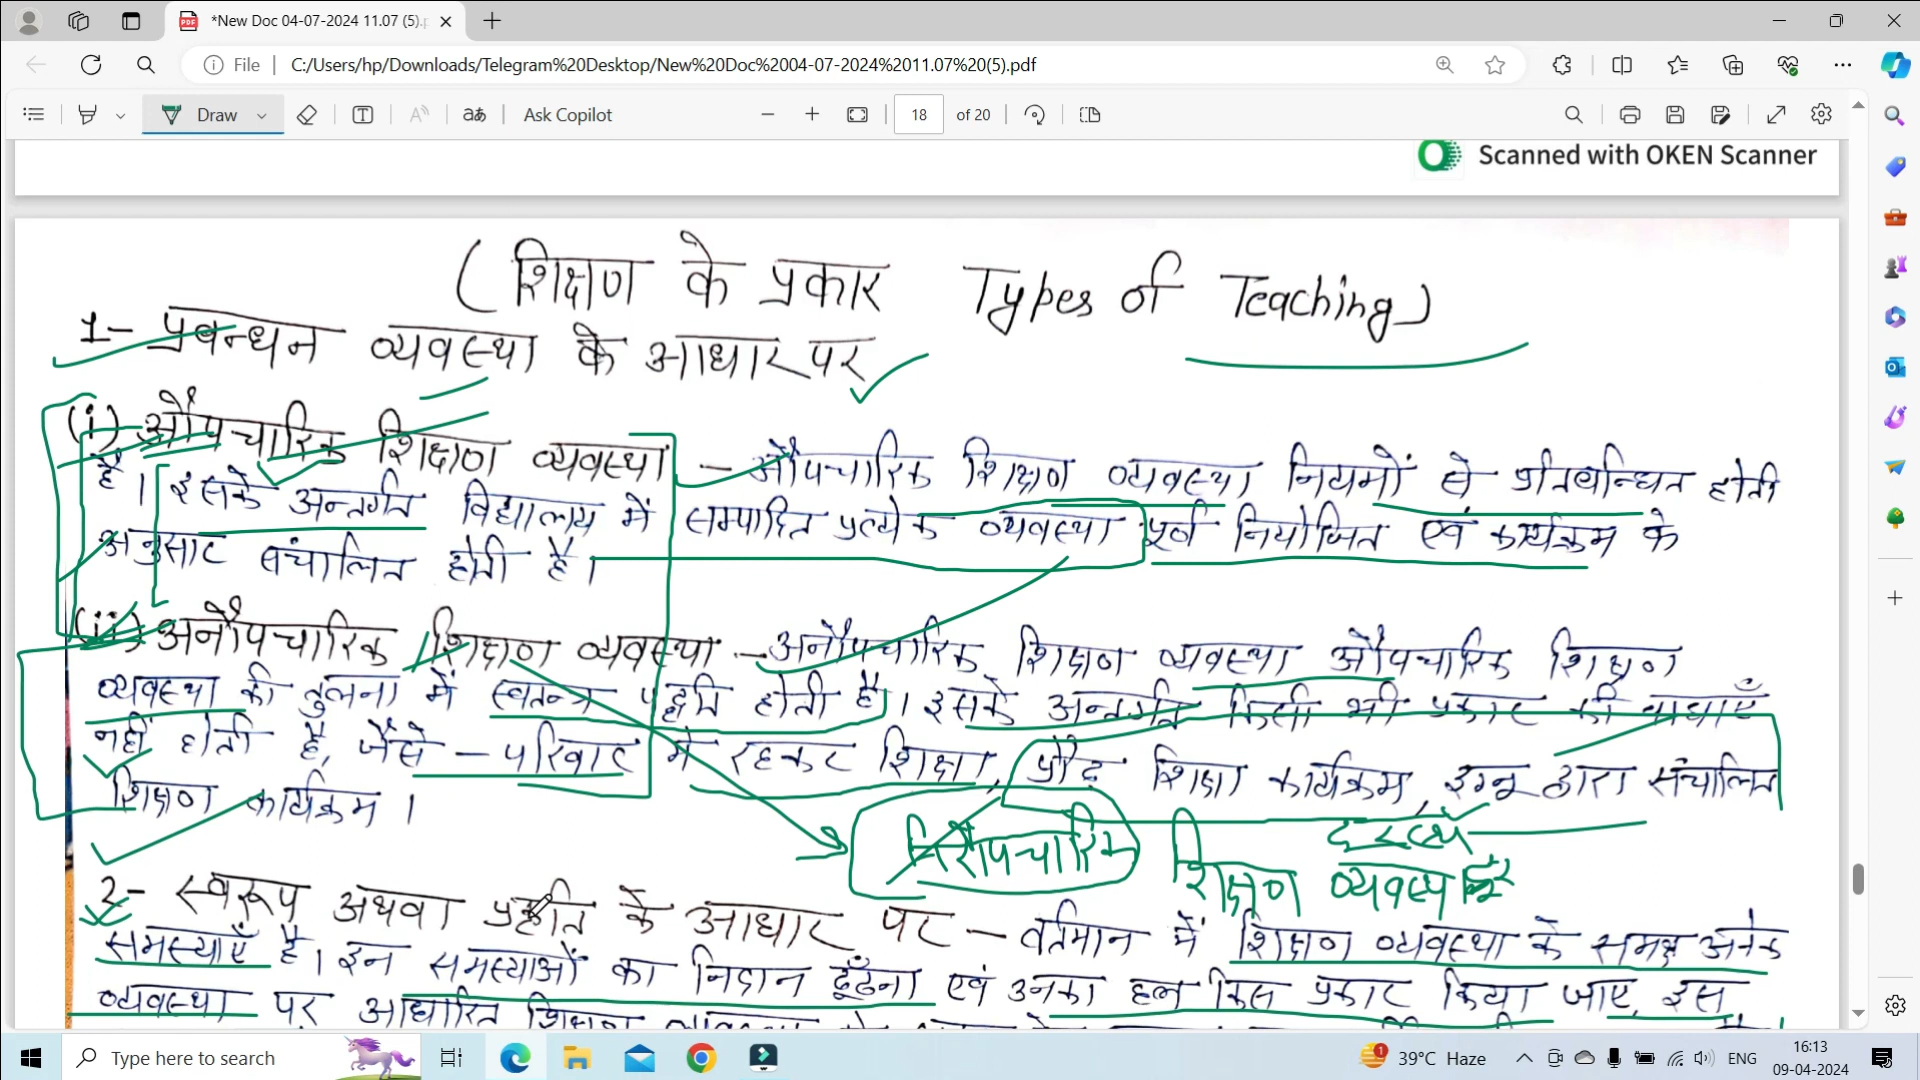 *New Doc 04-07-2024 11.07 (5).p
File
C:/Users/hp/Downloads/Telegram%20Desktop/New%20Doc%2004-07-2024%2011.07%20(5).pdf
Draw
Ask Copilot
18 of 20
Scanned with OKEN Scanner
(शिक्षण के प्रकार Types of Teaching)
1- प्रबन्धन व्यवस्था के आधार पर
(i) औपचारिक शिक्षण व्यवस्था - औपचारिक शिक्षण व्यवस्था नियमों से प्रतिबन्धित होती
है। इसके अन्तर्गत विद्यालय में सम्पादित प्रत्येक व्यवस्था पूर्व नियोजित एवं कार्यक्रम के
अनुसार संचालित होती है।
(ii) अनौपचारिक शिक्षण व्यवस्था - अनौपचारिक शिक्षण व्यवस्था औपचारिक शिक्षण
व्यवस्था की तुलना में स्वतन्त्र पद्धति होती है। इसके अन्तर्गत किसी भी प्रकार की बाधाएँ
नहीं होती है, जैसे - परिवार में रहकर शिक्षा, प्रौढ़ शिक्षा कार्यक्रम, इग्नू द्वारा संचालित
शिक्षण कार्यक्रम।
निरौपचारिक शिक्षण व्यवस्था
2- स्वरूप अथवा प्रकृति के आधार पर - वर्तमान में शिक्षण व्यवस्था के समक्ष अनेक
समस्याएँ है। इन समस्याओं का निदान ढूँढना एवं उनका हल किस प्रकार किया जाए, इस
व्यवस्था पर आधारित शिक्षण
Type here to search
39°C Haze
ENG
16:13
09-04-2024